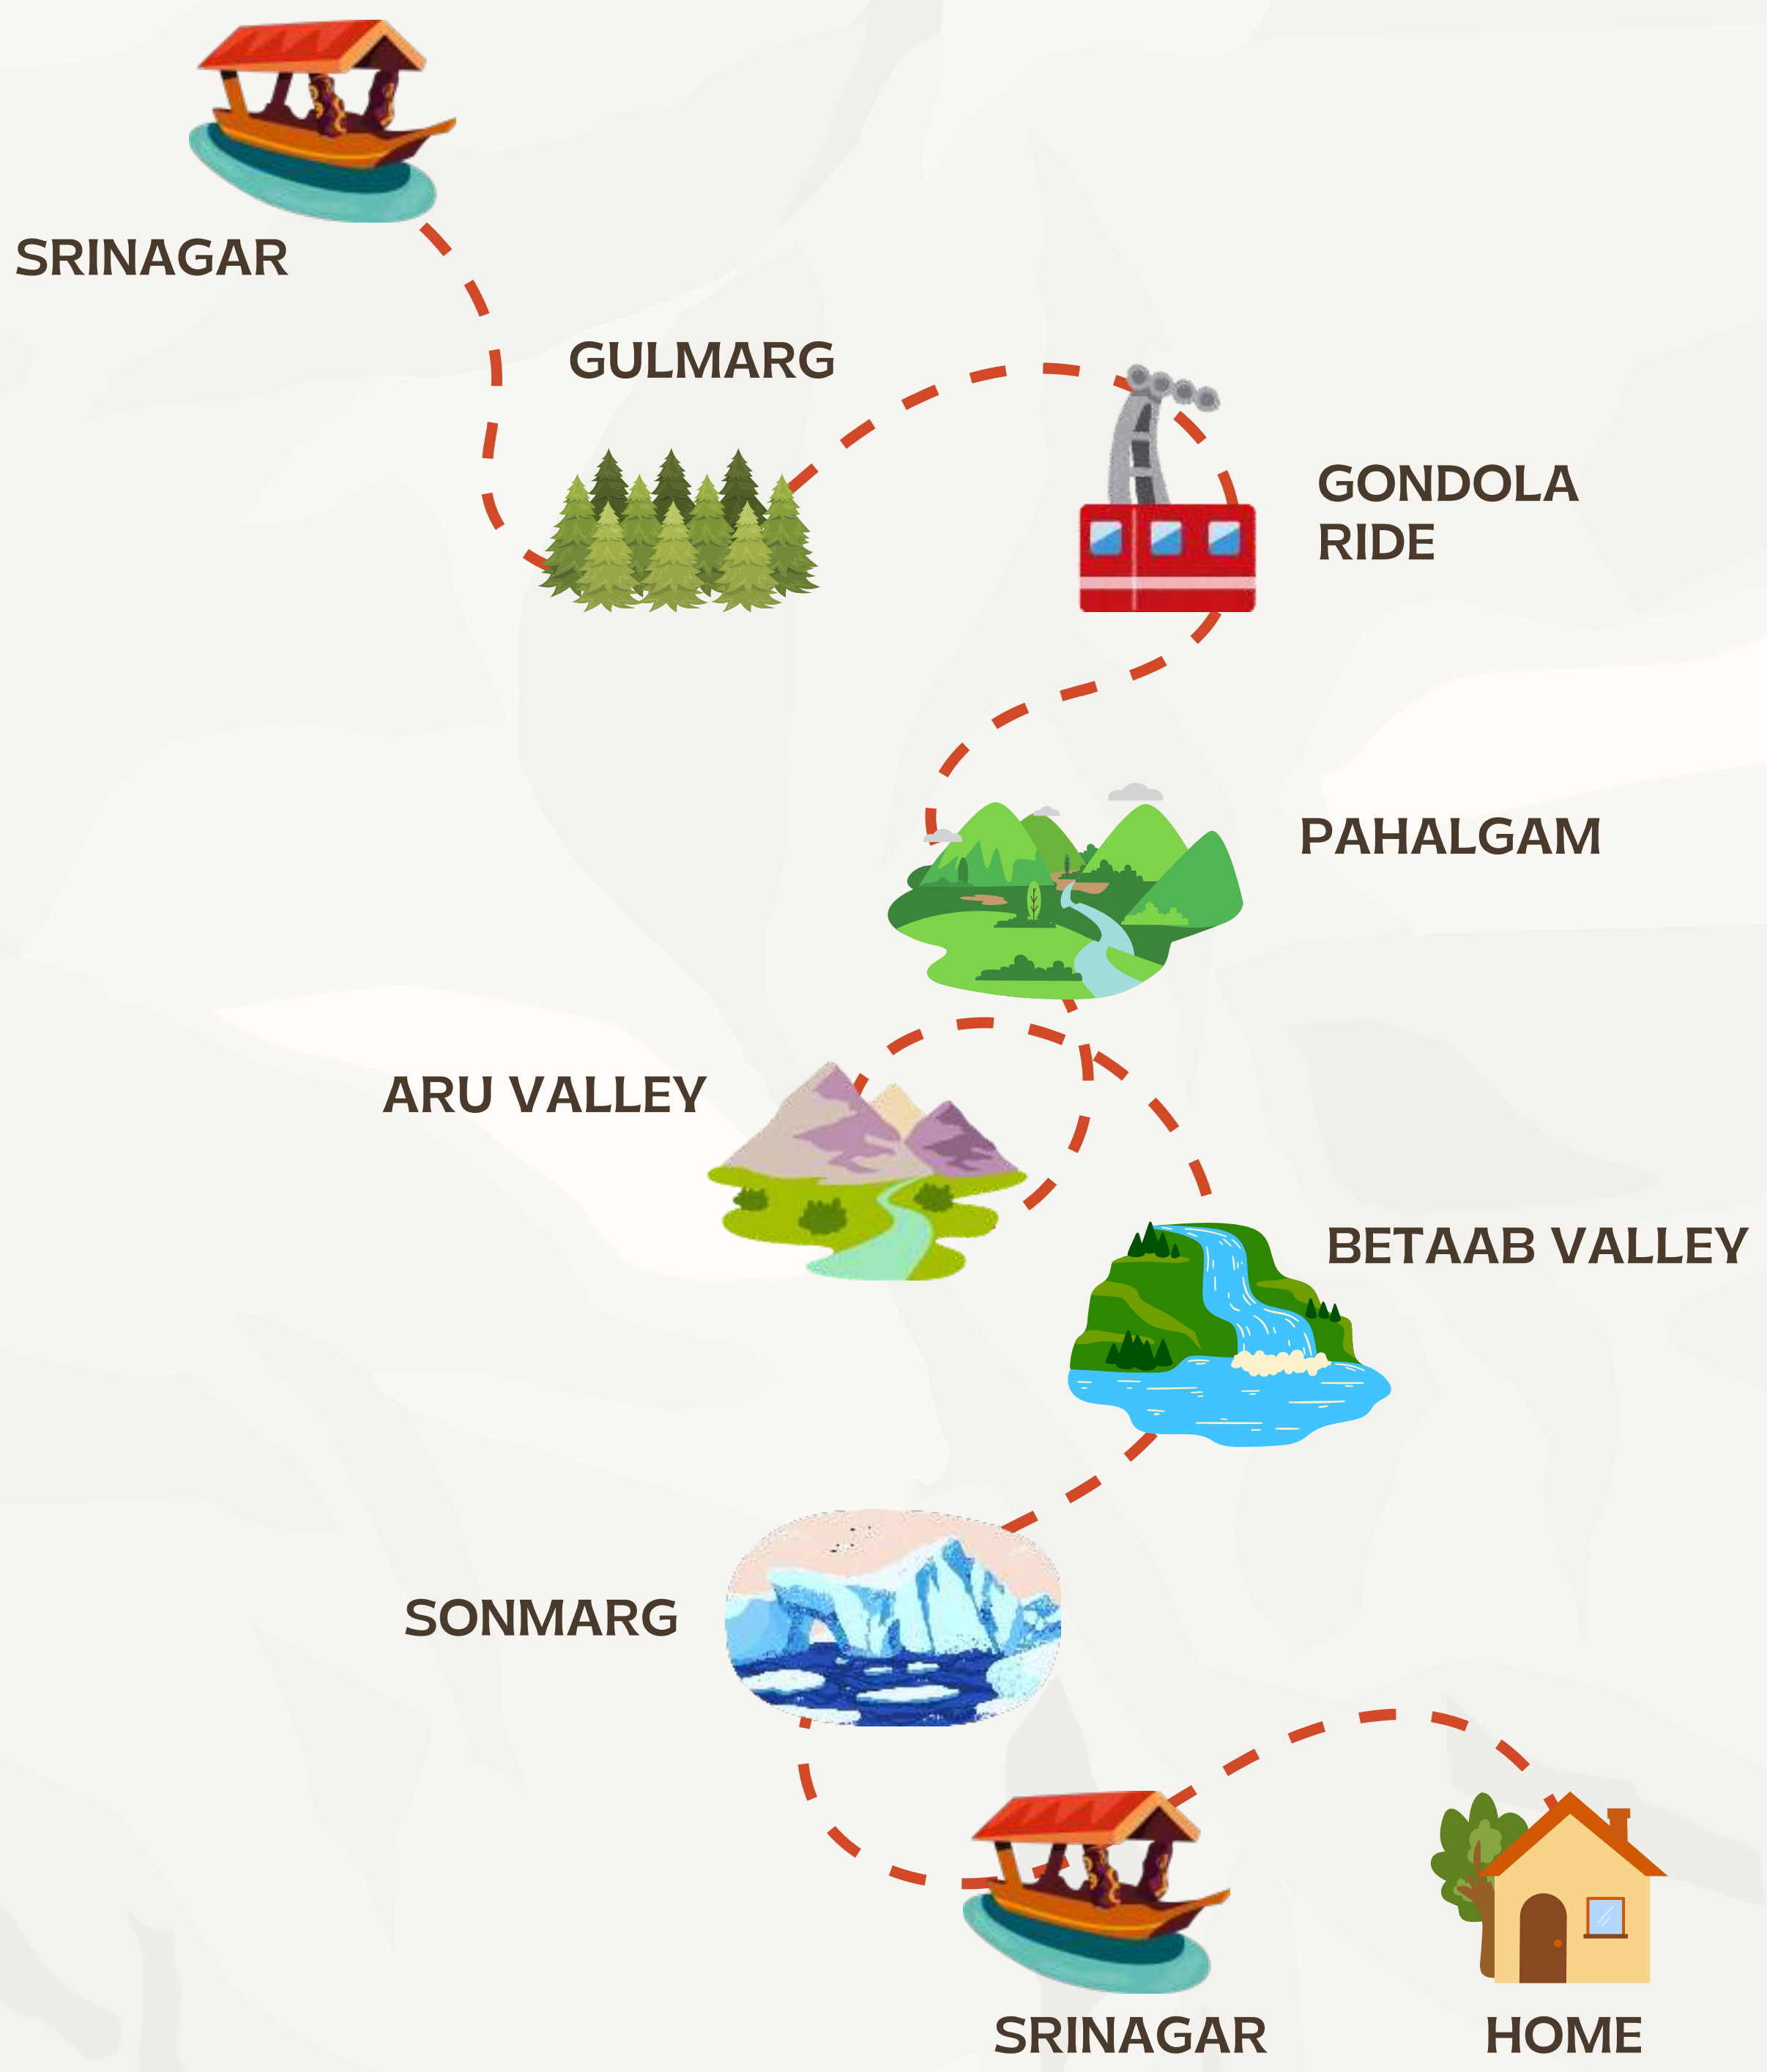 SRINAGAR
GULMARG
GONDOLA
RIDE
PAHALGAM
ARU VALLEY
BETAAB VALLEY
SONMARG
SRINAGAR
HOME